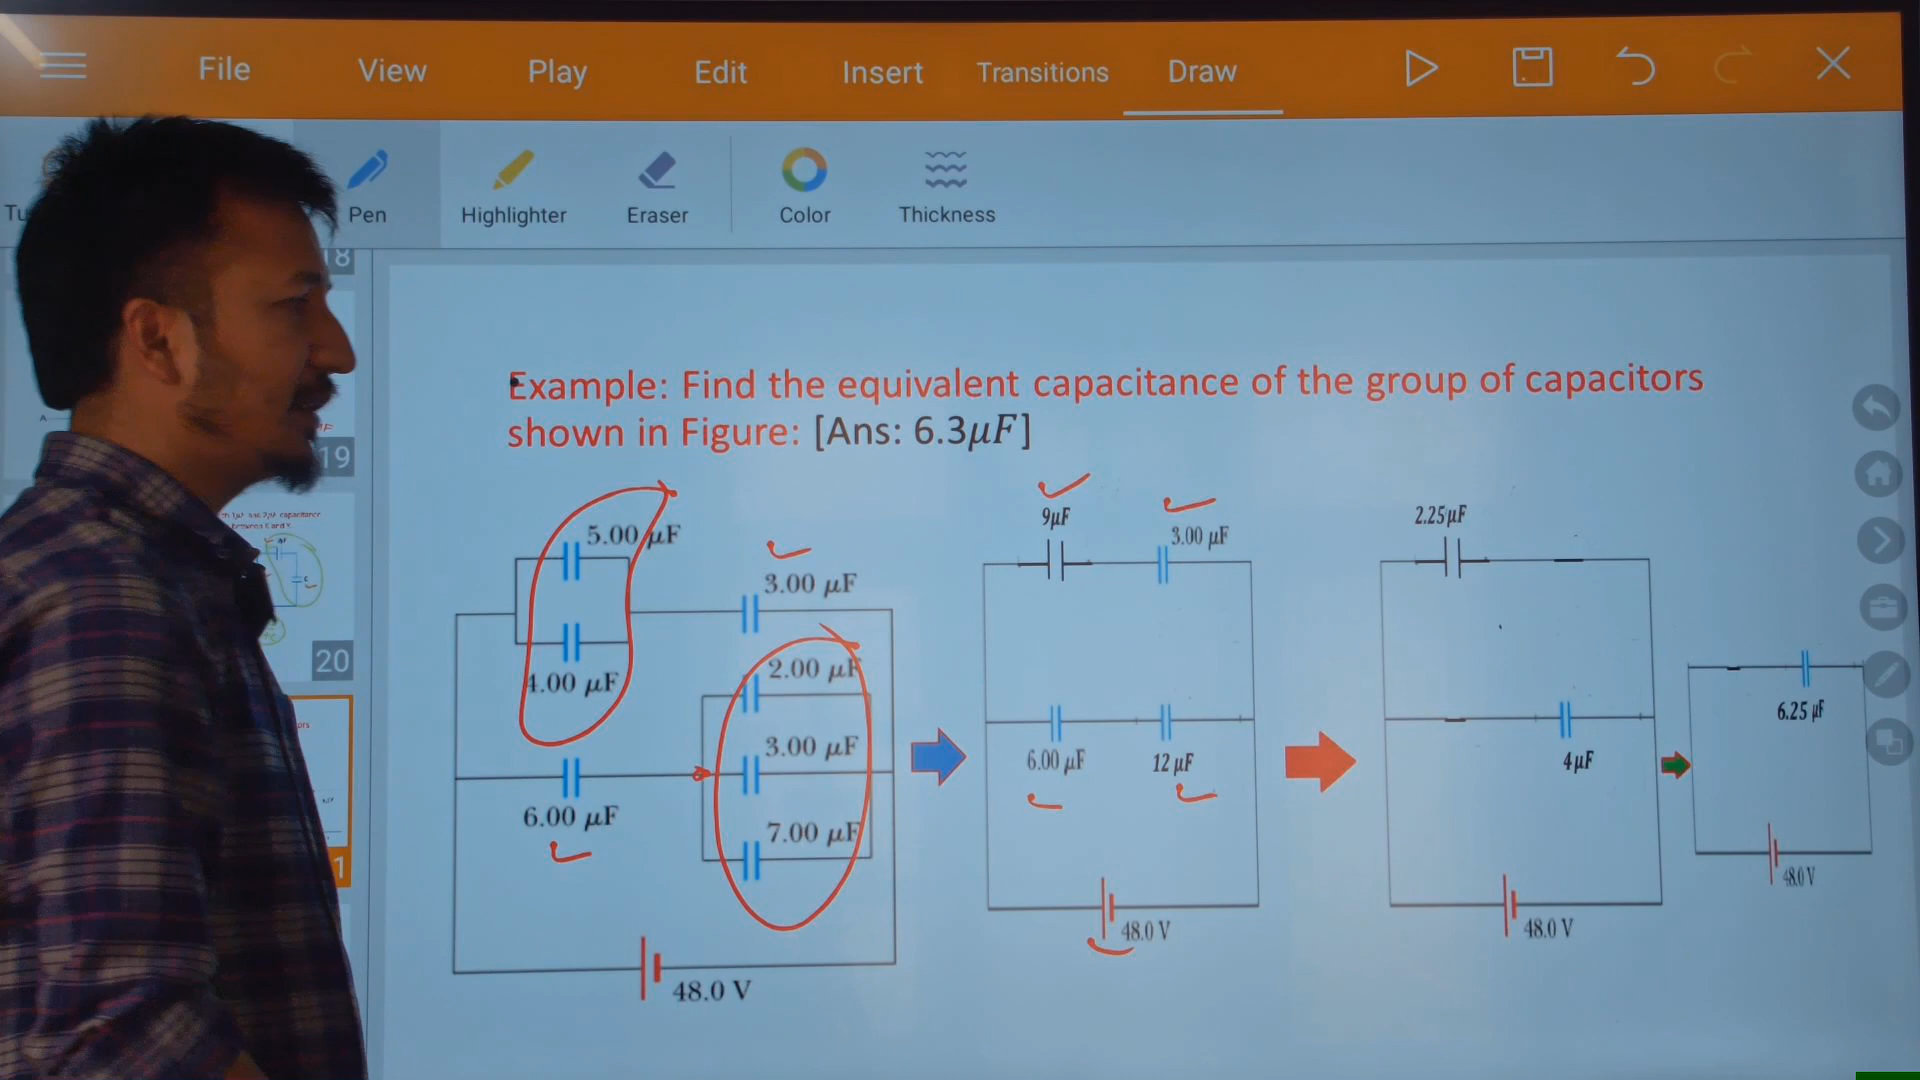 File View Play Edit Insert Transitions Draw
Pen Highlighter Eraser Color Thickness
18
19
20
A
Example: Find the equivalent capacitance of the group of capacitors
shown in Figure: [Ans: 6.3μF]
5.00 μF
4.00 μF
3.00 μF
2.00 μF
3.00 μF
7.00 μF
6.00 μF
48.0 V
9μF
3.00 μF
6.00 μF
12 μF
48.0 V
2.25μF
4μF
48.0 V
6.25 μF
48.0 V